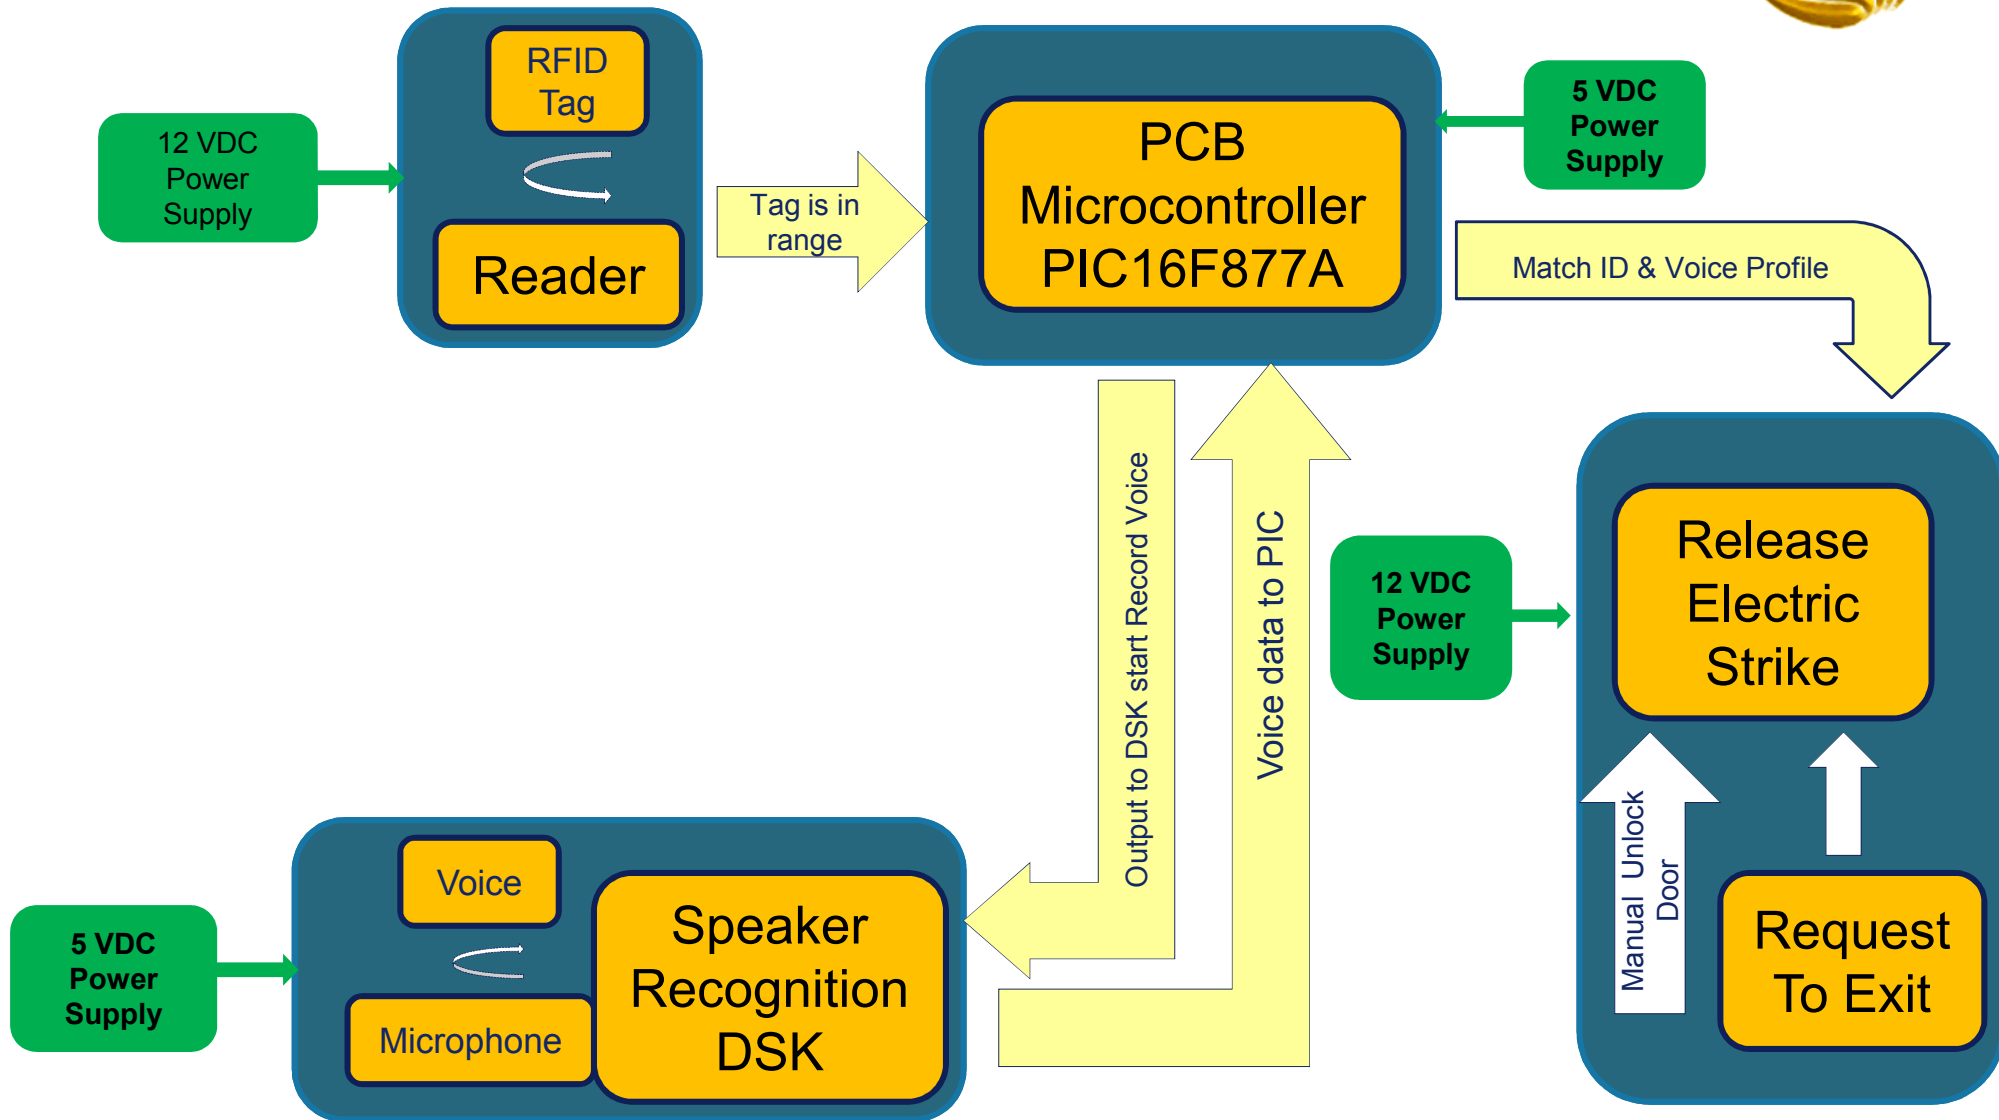 RFID
Tag
12 VDC
Power
Supply
Reader
Tag is in
range
PCB
Microcontroller
PIC16F877A
5 VDC
Power
Supply
Match ID & Voice Profile
Output to DSK start Record Voice
Voice data to PIC
12 VDC
Power
Supply
Release
Electric
Strike
Manual Unlock
Door
Request
To Exit
5 VDC
Power
Supply
Voice
Microphone
Speaker
Recognition
DSK